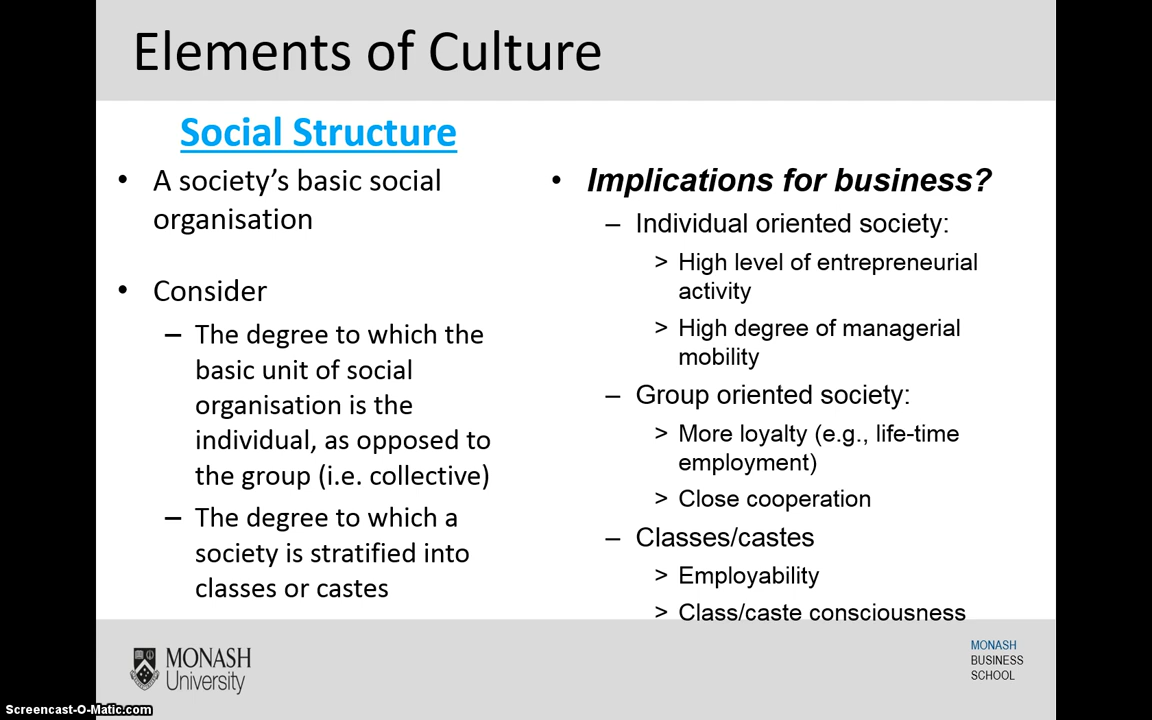 Elements of Culture
Social Structure
• A society’s basic social
organisation
• Consider
– The degree to which the
basic unit of social
organisation is the
individual, as opposed to
the group (i.e. collective)
– The degree to which a
society is stratified into
classes or castes
• Implications for business?
– Individual oriented society:
> High level of entrepreneurial
activity
> High degree of managerial
mobility
– Group oriented society:
> More loyalty (e.g., life-time
employment)
> Close cooperation
– Classes/castes
> Employability
> Class/caste consciousness
MONASH
University
MONASH
BUSINESS
SCHOOL
Screencast-O-Matic.com